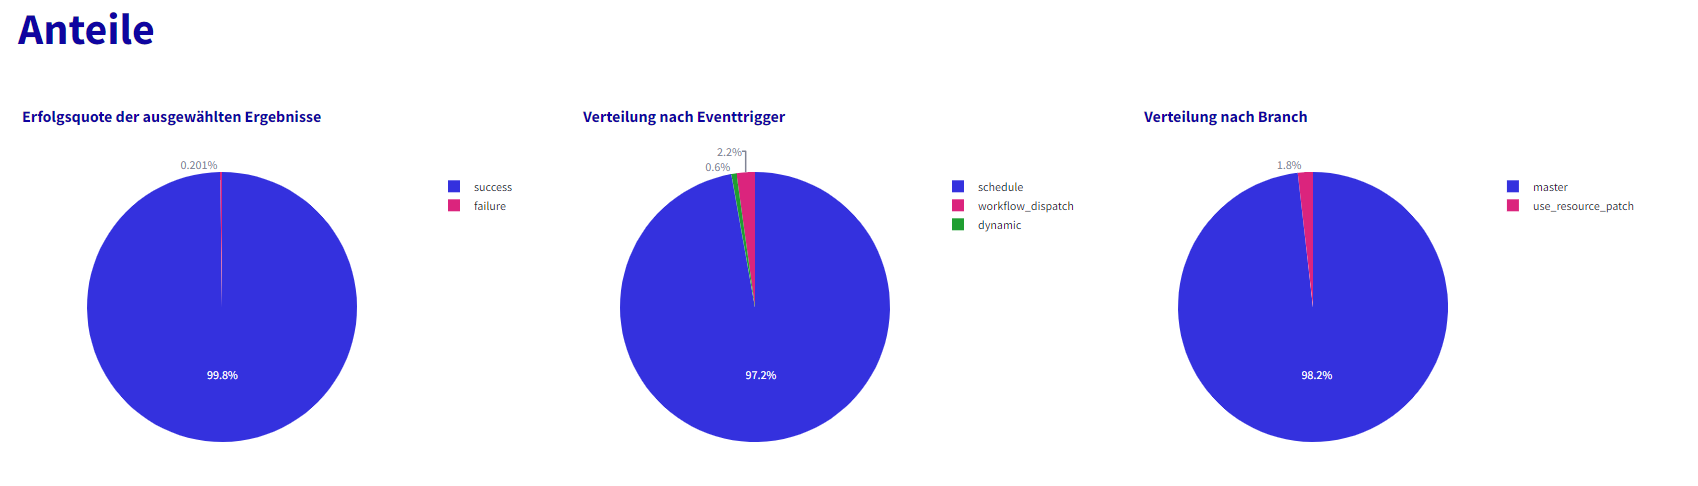 Anteile
Erfolgsquote der ausgewählten Ergebnisse
0.201%
99.8%
success
failure
Verteilung nach Eventtrigger
2.2%
0.6%
97.2%
schedule
workflow_dispatch
dynamic
Verteilung nach Branch
1.8%
98.2%
master
use_resource_patch